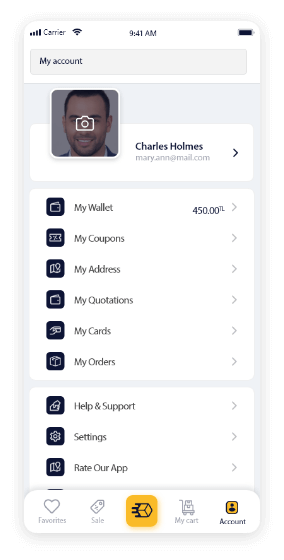 Carrier
9:41 AM
My account
Charles Holmes
mary.ann@mail.com
My Wallet
450.00TL
My Coupons
My Address
My Quotations
My Cards
My Orders
Help & Support
Settings
Rate Our App
Favorites
Sale
My cart
Account